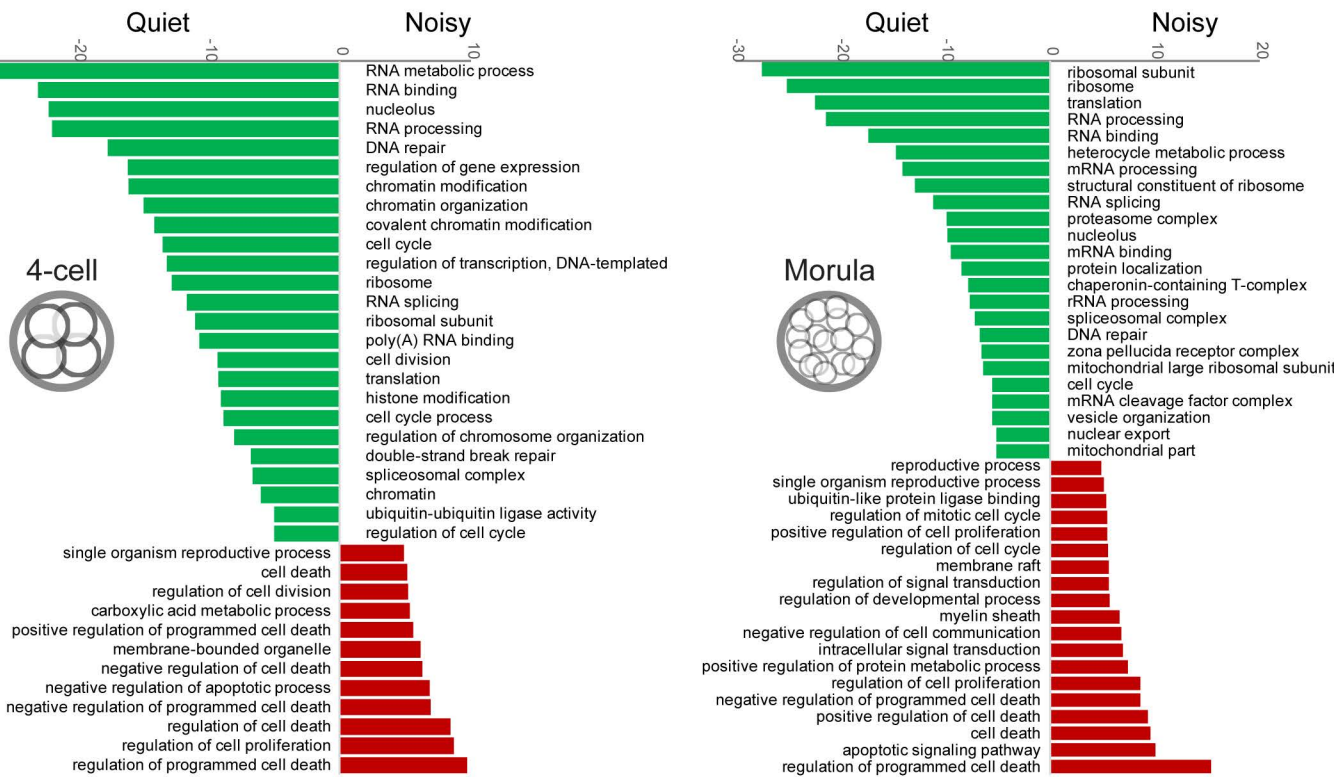 Quiet Noisy
-20 -10 0 10
RNA metabolic process
RNA binding
nucleolus
RNA processing
DNA repair
regulation of gene expression
chromatin modification
chromatin organization
covalent chromatin modification
cell cycle
regulation of transcription, DNA-templated
ribosome
RNA splicing
ribosomal subunit
poly(A) RNA binding
cell division
translation
histone modification
cell cycle process
regulation of chromosome organization
double-strand break repair
spliceosomal complex
chromatin
ubiquitin-ubiquitin ligase activity
regulation of cell cycle
4-cell
single organism reproductive process
cell death
regulation of cell division
carboxylic acid metabolic process
positive regulation of programmed cell death
membrane-bounded organelle
negative regulation of cell death
negative regulation of apoptotic process
negative regulation of programmed cell death
regulation of cell death
regulation of cell proliferation
regulation of programmed cell death
Quiet Noisy
-30 -20 -10 0 10 20
ribosomal subunit
ribosome
translation
RNA processing
RNA binding
heterocycle metabolic process
mRNA processing
structural constituent of ribosome
RNA splicing
proteasome complex
nucleolus
mRNA binding
protein localization
chaperonin-containing T-complex
rRNA processing
spliceosomal complex
DNA repair
zona pellucida receptor complex
mitochondrial large ribosomal subunit
cell cycle
mRNA cleavage factor complex
vesicle organization
nuclear export
mitochondrial part
Morula
reproductive process
single organism reproductive process
ubiquitin-like protein ligase binding
regulation of mitotic cell cycle
positive regulation of cell proliferation
regulation of cell cycle
membrane raft
regulation of signal transduction
regulation of developmental process
myelin sheath
negative regulation of cell communication
intracellular signal transduction
positive regulation of protein metabolic process
regulation of cell proliferation
negative regulation of programmed cell death
positive regulation of cell death
cell death
apoptotic signaling pathway
regulation of programmed cell death